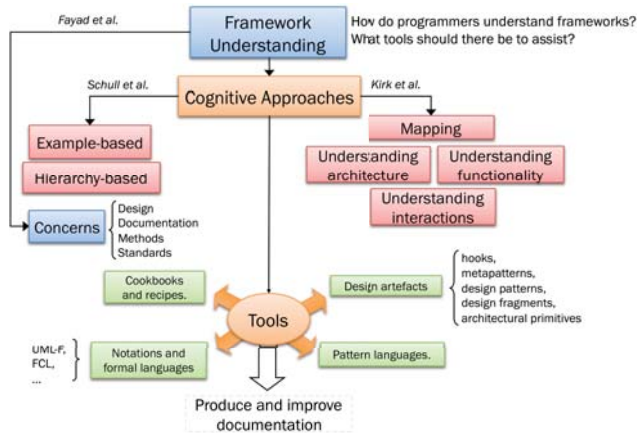 Fayad et al.
Framework
Understanding
How do programmers understand frameworks?
What tools should there be to assist?
Schull et al.
Cognitive Approaches
Kirk et al.
Example-based
Hierarchy-based
Mapping
Understanding
architecture
Understanding
functionality
Understanding
interactions
Concerns
Design
Documentation
Methods
Standards
Cookbooks
and recipes.
Design artefacts
hooks,
metapatterns,
design patterns,
design fragments,
architectural primitives
Tools
UML-F,
FCL,
...
Notations and
formal languages
Pattern languages.
Produce and improve
documentation